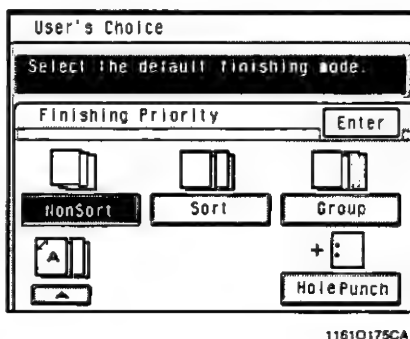 User's Choice
Select the default finishing mode.
Finishing Priority
Enter
NonSort
Sort
Group
A
+
HolePunch
1161O175CA